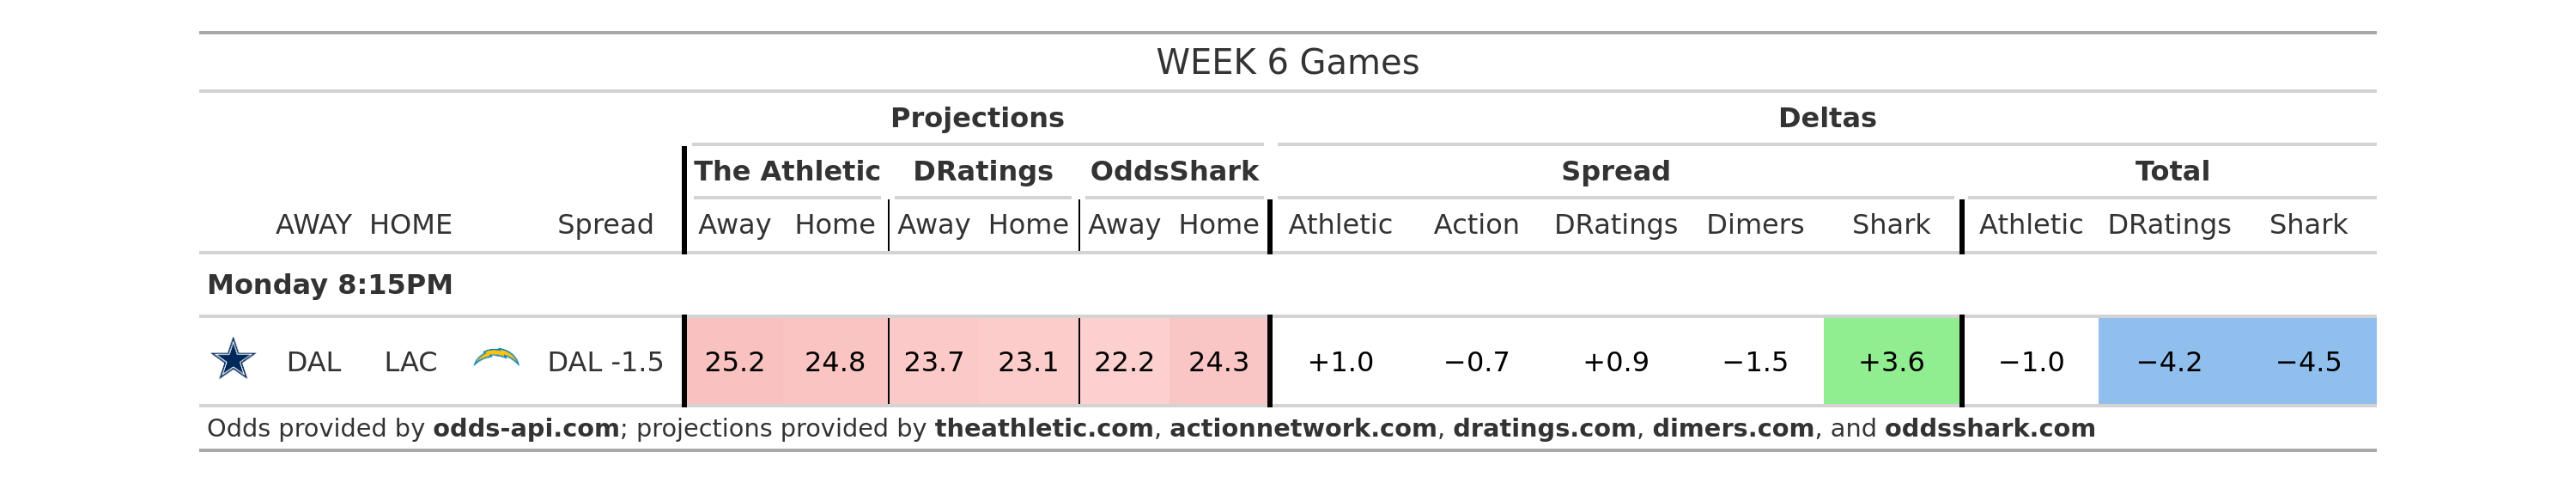 WEEK 6 Games
Projections Deltas
The Athletic DRatings OddsShark Spread Total
AWAY HOME Spread Away Home Away Home Away Home Athletic Action DRatings Dimers Shark Athletic DRatings Shark
Monday 8:15PM
DAL LAC DAL -1.5 25.2 24.8 23.7 23.1 22.2 24.3 +1.0 −0.7 +0.9 −1.5 +3.6 −1.0 −4.2 −4.5
Odds provided by odds-api.com; projections provided by theathletic.com, actionnetwork.com, dratings.com, dimers.com, and oddsshark.com